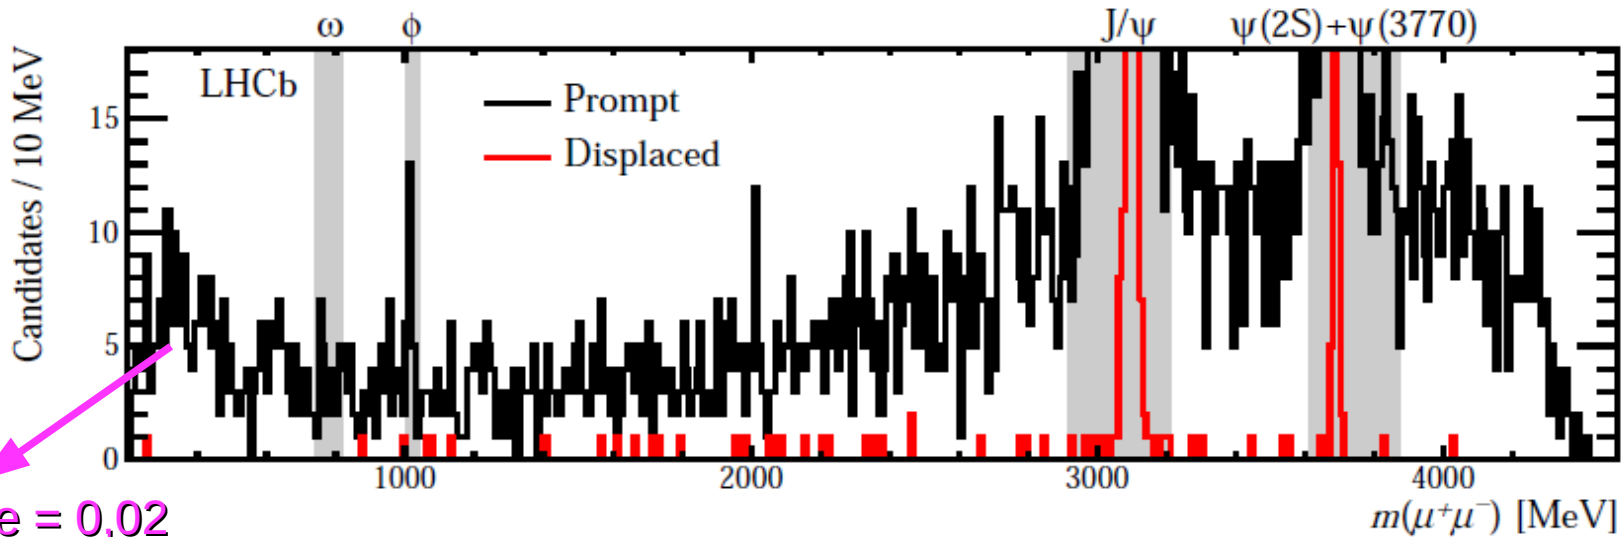 ω ϕ J/ψ ψ(2S)+ψ(3770)
Candidates / 10 MeV
LHCb
Prompt
Displaced
15
10
5
0
1000 2000 3000 4000
m(μ⁺μ⁻) [MeV]
e = 0,02